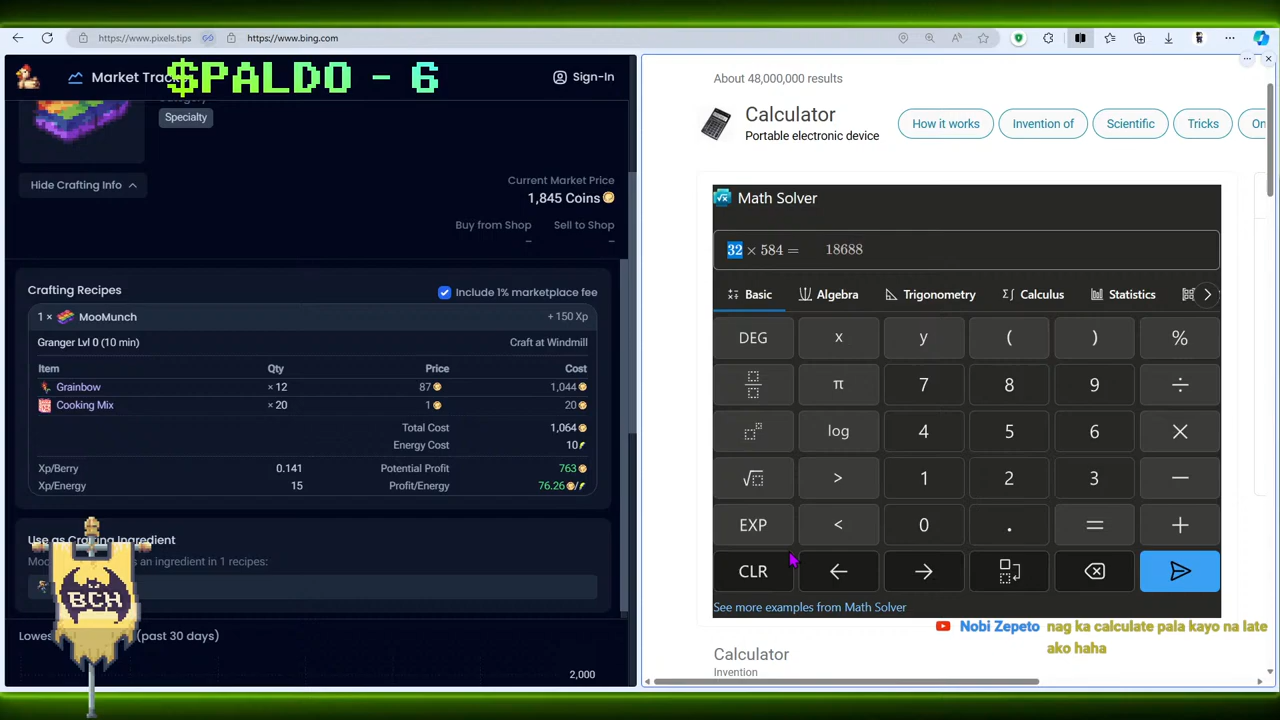 https://www.pixels.tips
https://www.bing.com
Market Track
$PALDO - 6
Sign-In
Specialty
Hide Crafting Info
Current Market Price
1,845 Coins
Buy from Shop
Sell to Shop
–
–
Crafting Recipes
Include 1% marketplace fee
1 × MooMunch
+ 150 Xp
Granger Lvl 0 (10 min)
Craft at Windmill
Item
Qty
Price
Cost
Grainbow
× 12
87
1,044
Cooking Mix
× 20
1
20
Total Cost
1,064
Energy Cost
10
Xp/Berry
0.141
Potential Profit
763
Xp/Energy
15
Profit/Energy
76.26 /
Use as Crafting Ingredient
an ingredient in 1 recipes:
BCH
(past 30 days)
2,000
About 48,000,000 results
Calculator
Portable electronic device
How it works
Invention of
Scientific
Tricks
Math Solver
32 × 584 = 18688
Basic
Algebra
Trigonometry
Calculus
Statistics
DEG
x
y
(
)
%
π
7
8
9
÷
log
4
5
6
×
√
>
1
2
3
−
EXP
<
0
.
=
+
CLR
←
→
See more examples from Math Solver
Nobi Zepeto nag ka calculate pala kayo na late
ako haha
Calculator
Invention